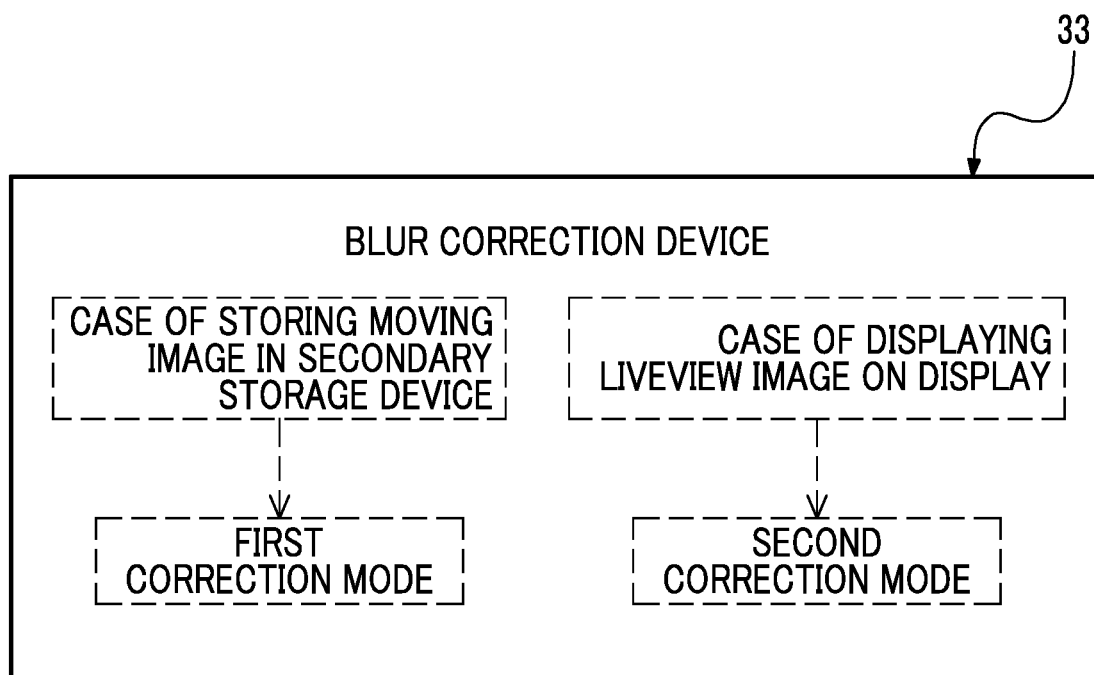 33
BLUR CORRECTION DEVICE
CASE OF STORING MOVING
IMAGE IN SECONDARY
STORAGE DEVICE
CASE OF DISPLAYING
LIVEVIEW IMAGE ON DISPLAY
FIRST
CORRECTION MODE
SECOND
CORRECTION MODE